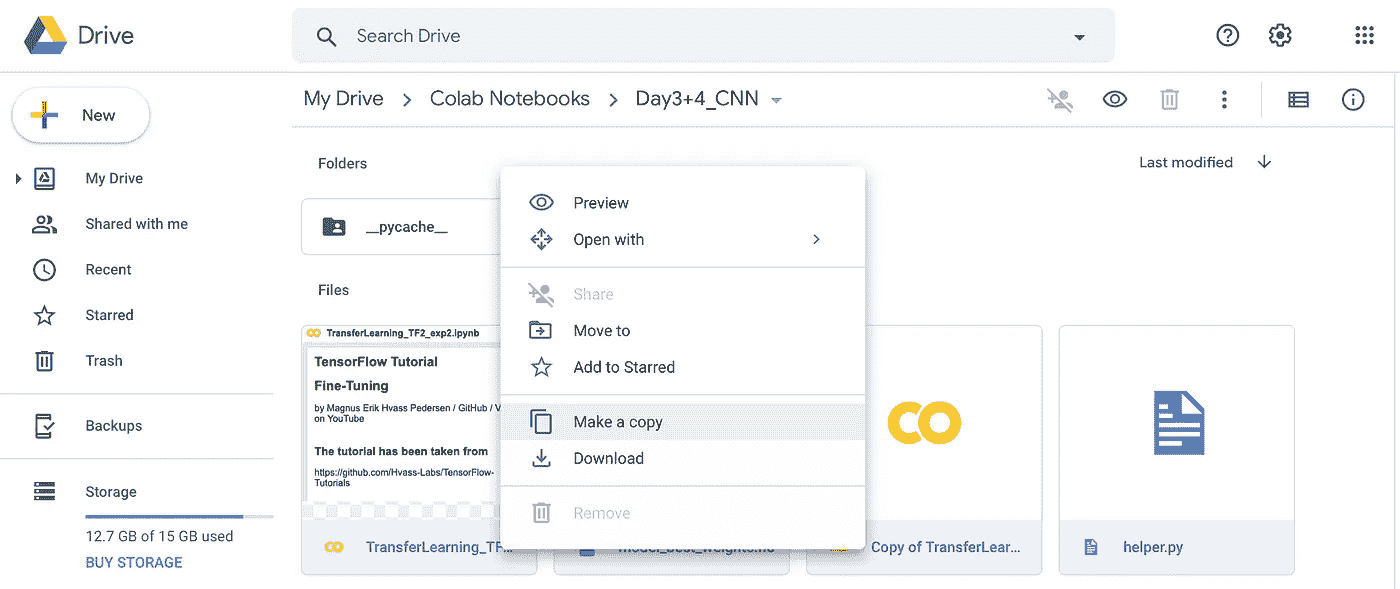 Drive
Search Drive
My Drive > Colab Notebooks > Day3+4_CNN
New
My Drive
Shared with me
Recent
Starred
Trash
Backups
Storage
12.7 GB of 15 GB used
BUY STORAGE
Folders
Last modified
__pycache__
Files
TransferLearning_TF2_exp2.ipynb
TensorFlow Tutorial
Fine-Tuning
by Magnus Erik Hvass Pedersen / GitHub / V
on YouTube
The tutorial has been taken from
https://github.com/Hvass-Labs/TensorFlow-
Tutorials
Preview
Open with
Share
Move to
Add to Starred
Make a copy
Download
Remove
TransferLearning_TF...
Copy of TransferLear...
helper.py